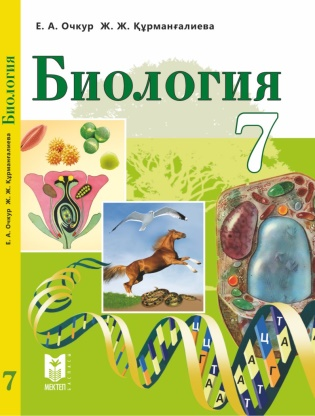 Е. А. Очкур Ж. Ж. Құрманғалиева
Биология
7
Е. А. Очкур Ж. Ж. Құрманғалиева Биология
7
МЕКТЕП
Ц
Ц
Г
Т
А
А
А
Г
Т
Т
А
А